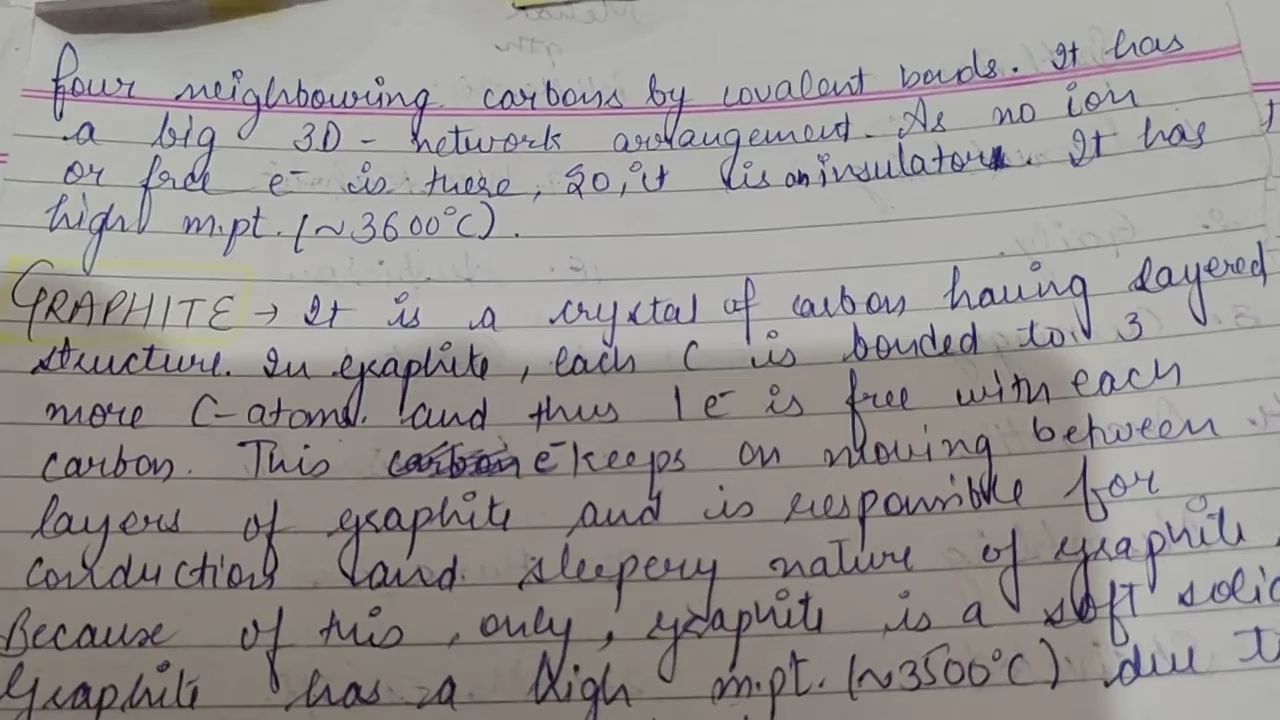 four neighbouring carbons by covalent bonds. It has
a big 3D - network arrangement. As no ion
or free e⁻ is there, so, it is an insulator. It has
high m.pt. (~3600°C).
GRAPHITE → It is a crystal of carbon having layered
structure. In graphite, each C is bonded to 3
more C-atoms. and thus 1 e⁻ is free with each
carbon. This carbon e⁻ keeps on moving between
layers of graphite and is responsible for
conduction and sleepery nature of graphite.
Because of this, only, graphite is a soft solid
Graphite has a high m.pt. (~3500°C) due t